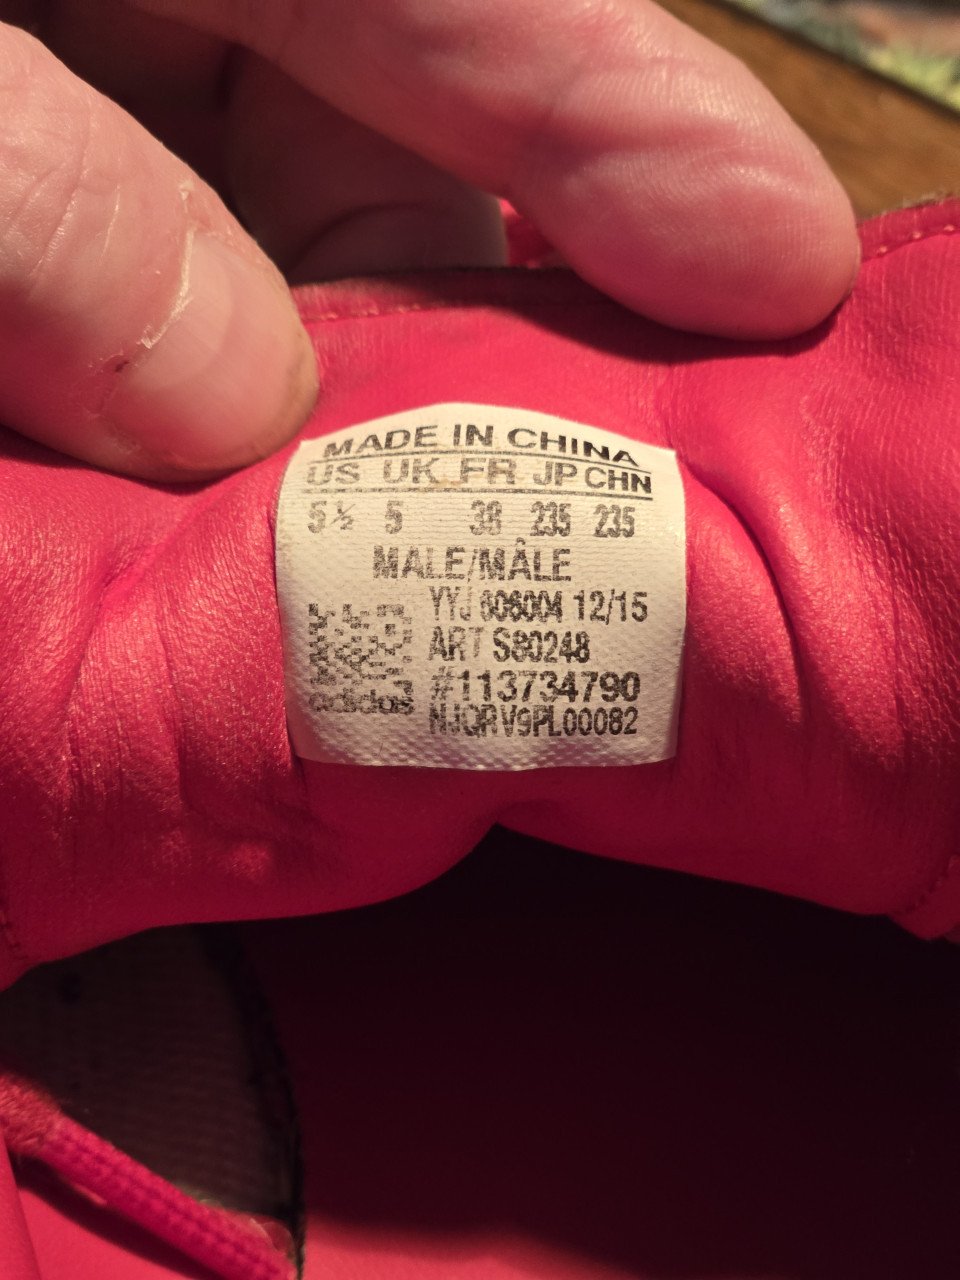 MADE IN CHINA
US UK FR JP CHN
5½ 5 38 235 235
MALE/MÂLE
YYJ 606004 12/15
ART S80248
#113734790
adidas
NJQRV9PL00082